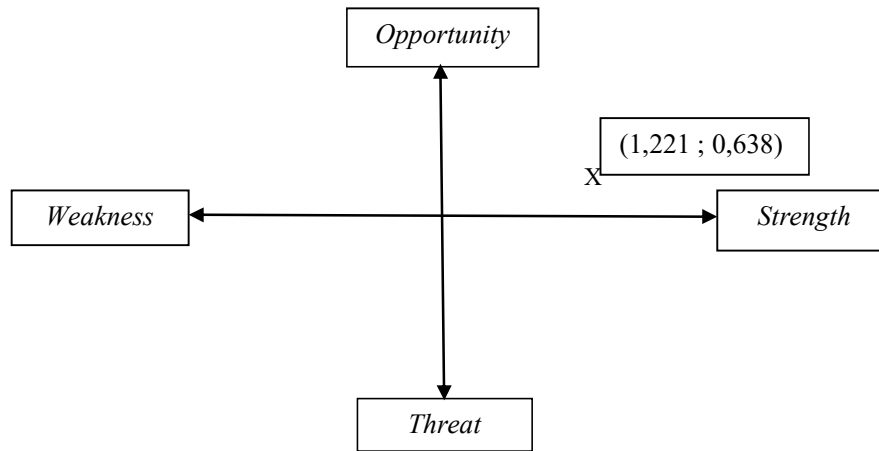 Opportunity
(1,221 ; 0,638)
X
Weakness
Strength
Threat